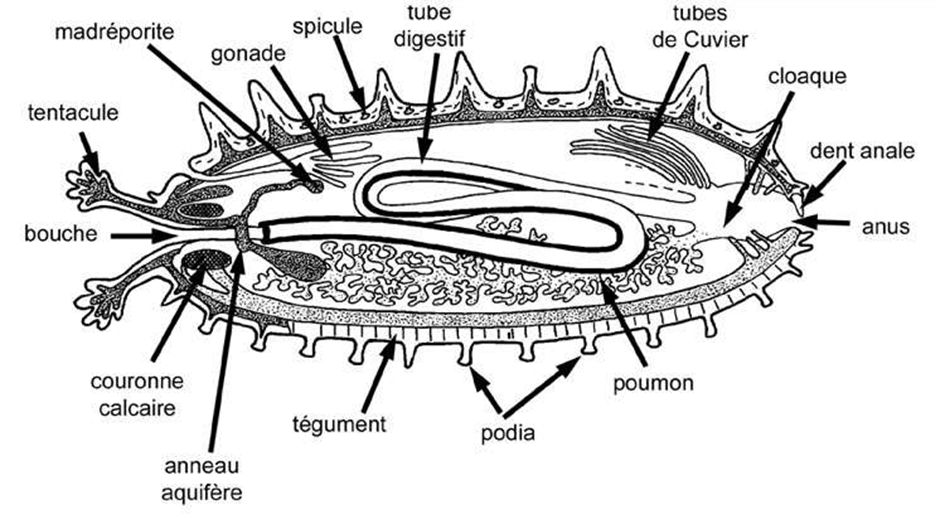 madréporite
gonade
spicule
tube
digestif
tubes
de Cuvier
cloaque
tentacule
dent anale
bouche
anus
couronne
calcaire
anneau
aquifère
tégument
podia
poumon